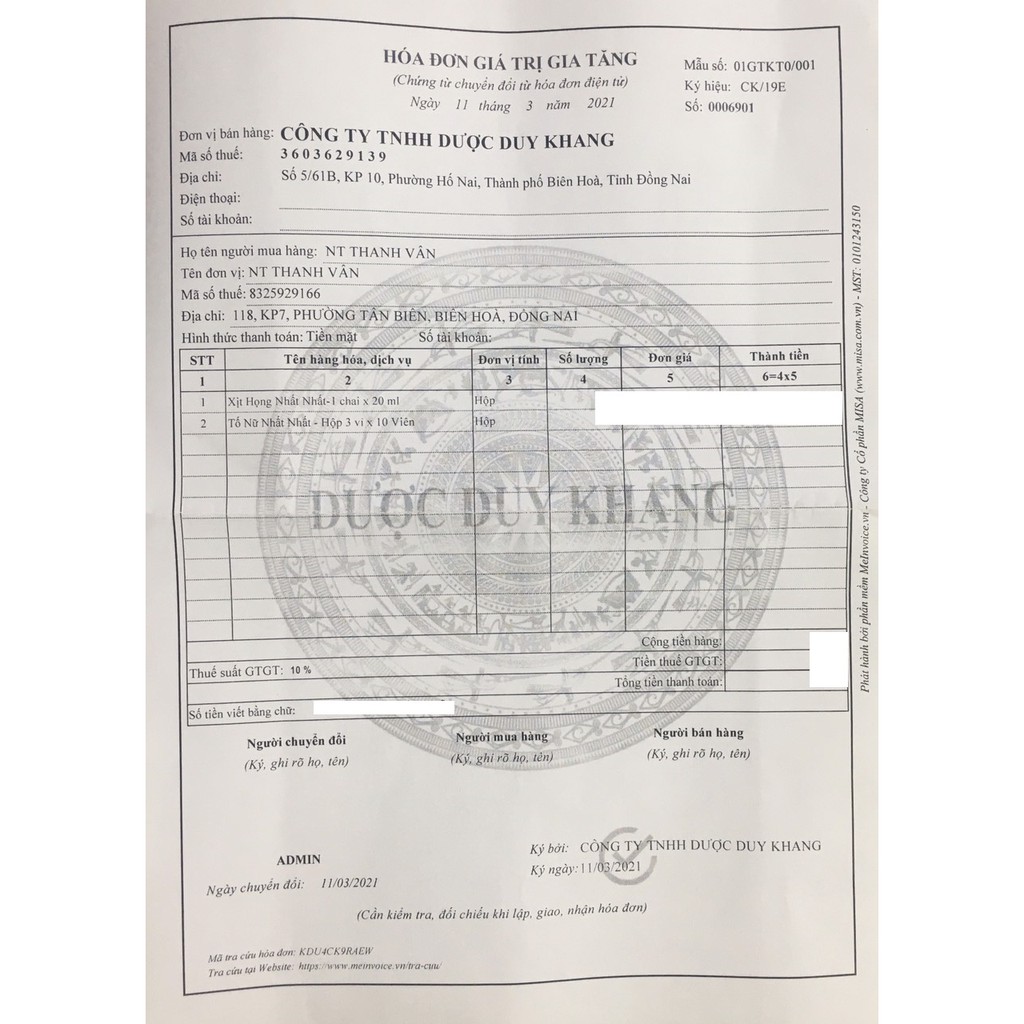 HÓA ĐƠN GIÁ TRỊ GIA TĂNG
(Chứng từ chuyển đổi từ hóa đơn điện tử)
Ngày 11 tháng 3 năm 2021
Mẫu số: 01GTKT0/001
Ký hiệu: CK/19E
Số: 0006901
Đơn vị bán hàng: CÔNG TY TNHH DƯỢC DUY KHANG
Mã số thuế: 3603629139
Địa chỉ: Số 5/61B, KP 10, Phường Hố Nai, Thành phố Biên Hoà, Tỉnh Đồng Nai
Điện thoại:
Số tài khoản:
Họ tên người mua hàng: NT THANH VÂN
Tên đơn vị: NT THANH VÂN
Mã số thuế: 8325929166
Địa chỉ: 118, KP7, PHƯỜNG TÂN BIÊN, BIÊN HOÀ, ĐỒNG NAI
Hình thức thanh toán: Tiền mặt Số tài khoản:
STT Tên hàng hóa, dịch vụ Đơn vị tính Số lượng Đơn giá Thành tiền
1 2 3 4 5 6=4x5
1 Xịt Họng Nhất Nhất-1 chai x 20 ml Hộp
2 Tố Nữ Nhất Nhất - Hộp 3 vỉ x 10 Viên Hộp
DƯỢC DUY KHANG
Cộng tiền hàng:
Thuế suất GTGT: 10 % Tiền thuế GTGT:
Tổng tiền thanh toán:
Số tiền viết bằng chữ:
Người chuyển đổi Người mua hàng Người bán hàng
(Ký, ghi rõ họ, tên) (Ký, ghi rõ họ, tên) (Ký, ghi rõ họ, tên)
ADMIN
Ngày chuyển đổi: 11/03/2021
Ký bởi: CÔNG TY TNHH DƯỢC DUY KHANG
Ký ngày: 11/03/2021
(Cần kiểm tra, đối chiếu khi lập, giao, nhận hóa đơn)
Mã tra cứu hóa đơn: KDU4CK9RAEW
Tra cứu tại Website: https://www.meinvoice.vn/tra-cuu/
Phát hành bởi phần mềm MeInvoice.vn - Công ty Cổ phần MISA (www.misa.com.vn) - MST: 0101243150